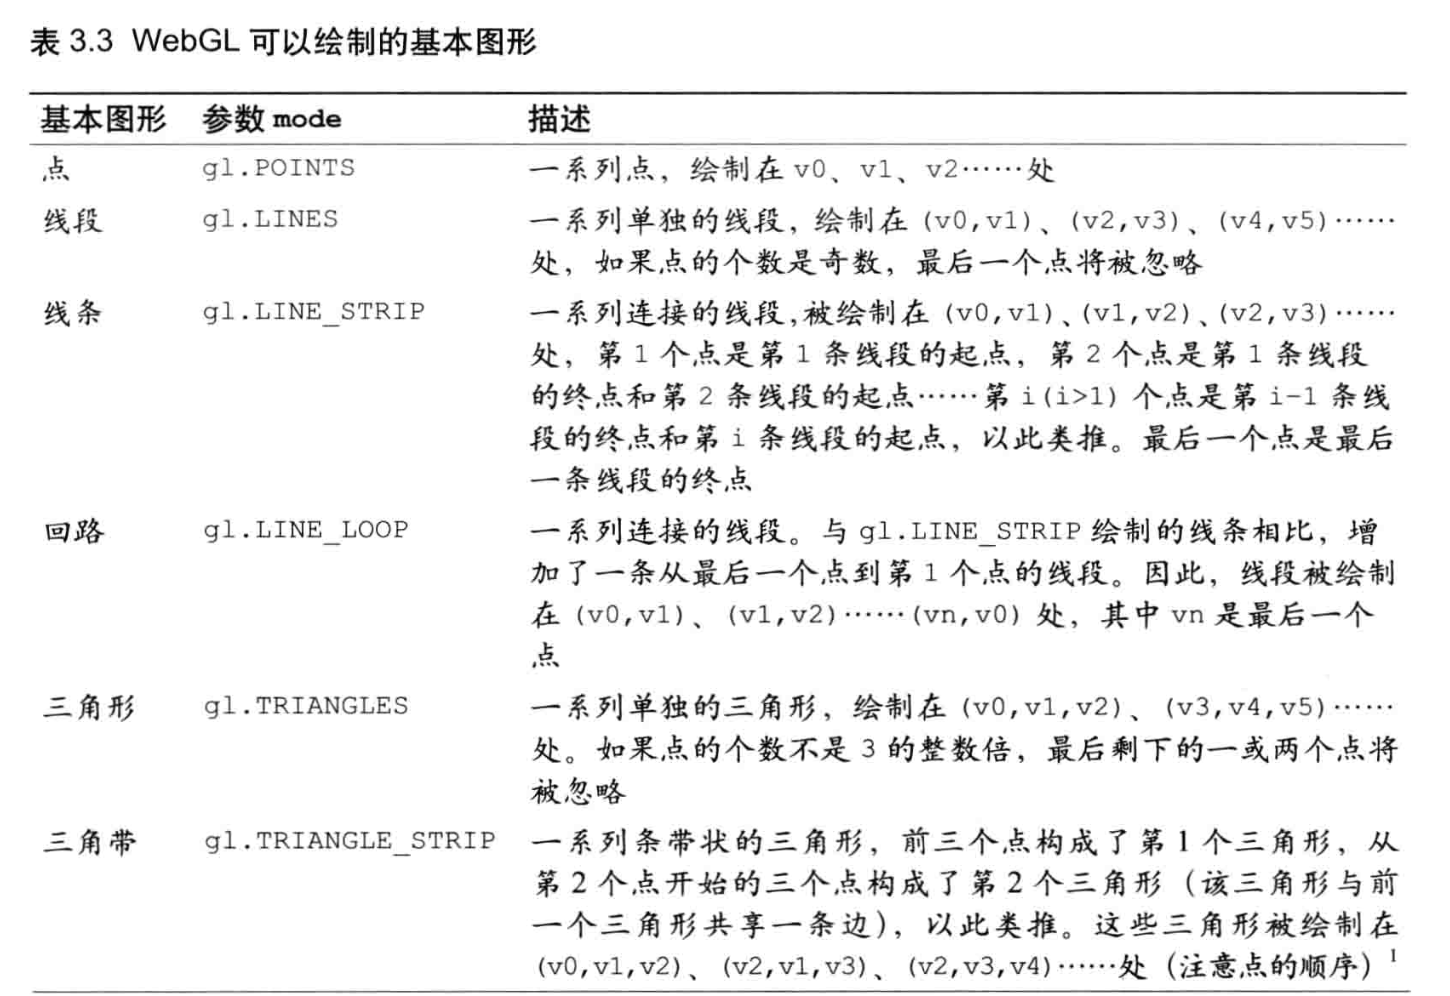 表 3.3 WebGL 可以绘制的基本图形
基本图形 参数 mode 描述
点 gl.POINTS 一系列点，绘制在 v0、v1、v2……处
线段 gl.LINES 一系列单独的线段，绘制在 (v0,v1)、(v2,v3)、(v4,v5)……
处，如果点的个数是奇数，最后一个点将被忽略
线条 gl.LINE_STRIP 一系列连接的线段，被绘制在 (v0,v1)、(v1,v2)、(v2,v3)……
处，第 1 个点是第 1 条线段的起点，第 2 个点是第 1 条线段
的终点和第 2 条线段的起点……第 i(i>1) 个点是第 i-1 条线
段的终点和第 i 条线段的起点，以此类推。最后一个点是最后
一条线段的终点
回路 gl.LINE_LOOP 一系列连接的线段。与 gl.LINE_STRIP 绘制的线条相比，增
加了一条从最后一个点到第 1 个点的线段。因此，线段被绘制
在 (v0,v1)、(v1,v2)……(vn,v0) 处，其中 vn 是最后一个
点
三角形 gl.TRIANGLES 一系列单独的三角形，绘制在 (v0,v1,v2)、(v3,v4,v5)……
处。如果点的个数不是 3 的整数倍，最后剩下的一或两个点将
被忽略
三角带 gl.TRIANGLE_STRIP 一系列条带状的三角形，前三个点构成了第 1 个三角形，从
第 2 个点开始的三个点构成了第 2 个三角形（该三角形与前
一个三角形共享一条边），以此类推。这些三角形被绘制在
(v0,v1,v2)、(v2,v1,v3)、(v2,v3,v4)……处（注意点的顺序）1